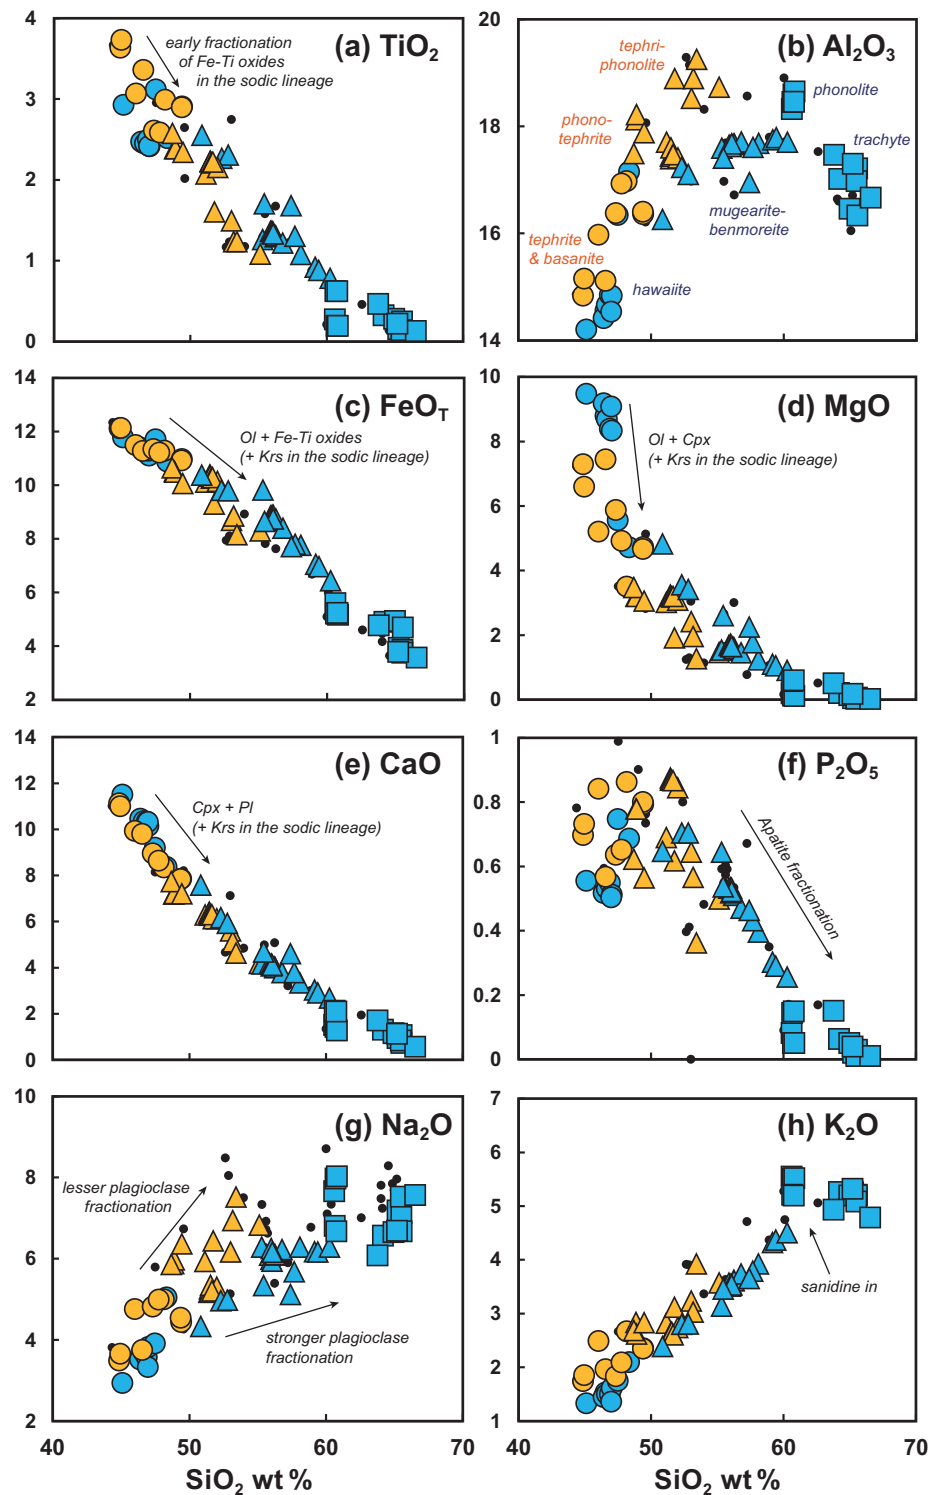 (a) TiO₂
4
3
2
1
0
early fractionation
of Fe-Ti oxides
in the sodic lineage
(b) Al₂O₃
20
18
16
14
tephri-
phonolite
phonolite
phono-
tephrite
trachyte
mugearite-
benmoreite
tephrite
& basanite
hawaiite
(c) FeO_T
14
12
10
8
6
4
2
Ol + Fe-Ti oxides
(+ Krs in the sodic lineage)
(d) MgO
10
8
6
4
2
0
Ol + Cpx
(+ Krs in the sodic lineage)
(e) CaO
14
12
10
8
6
4
2
0
Cpx + Pl
(+ Krs in the sodic lineage)
(f) P₂O₅
1
0.8
0.6
0.4
0.2
0
Apatite fractionation
(g) Na₂O
10
8
6
4
2
lesser plagioclase
fractionation
stronger plagioclase
fractionation
40 50 60 70
SiO₂ wt %
(h) K₂O
7
6
5
4
3
2
1
sanidine in
40 50 60 70
SiO₂ wt %